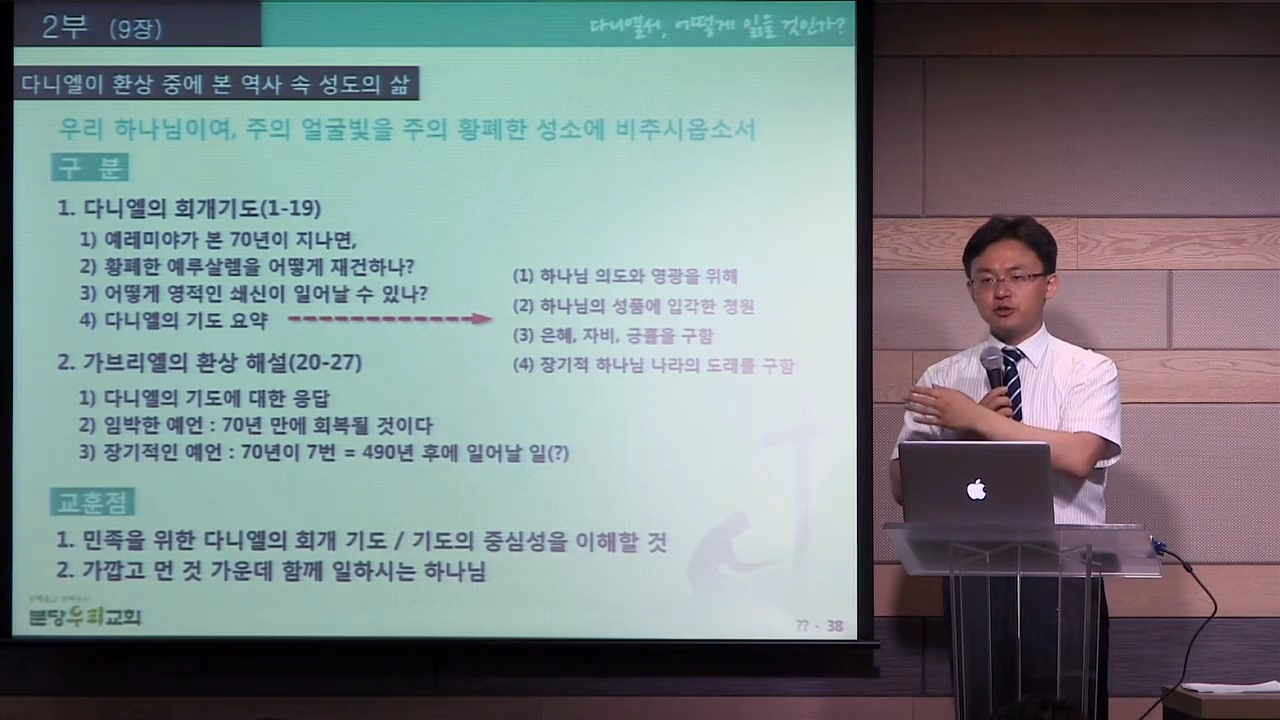 2부 (9장)
다니엘서, 어떻게 읽을 것인가?
다니엘이 환상 중에 본 역사 속 성도의 삶
우리 하나님이여, 주의 얼굴빛을 주의 황폐한 성소에 비추시옵소서
구 분
1. 다니엘의 회개기도(1-19)
1) 예레미야가 본 70년이 지나면,
2) 황폐한 예루살렘을 어떻게 재건하나?
3) 어떻게 영적인 쇄신이 일어날 수 있나?
4) 다니엘의 기도 요약
(1) 하나님 의도와 영광을 위해
(2) 하나님의 성품에 입각한 청원
(3) 은혜, 자비, 긍휼을 구함
(4) 장기적 하나님 나라의 도래를 구함
2. 가브리엘의 환상 해설(20-27)
1) 다니엘의 기도에 대한 응답
2) 임박한 예언 : 70년 만에 회복될 것이다
3) 장기적인 예언 : 70년이 7번 = 490년 후에 일어날 일(?)
교훈점
1. 민족을 위한 다니엘의 회개 기도 / 기도의 중심성을 이해할 것
2. 가깝고 먼 것 가운데 함께 일하시는 하나님
분당우리교회
?? - 38